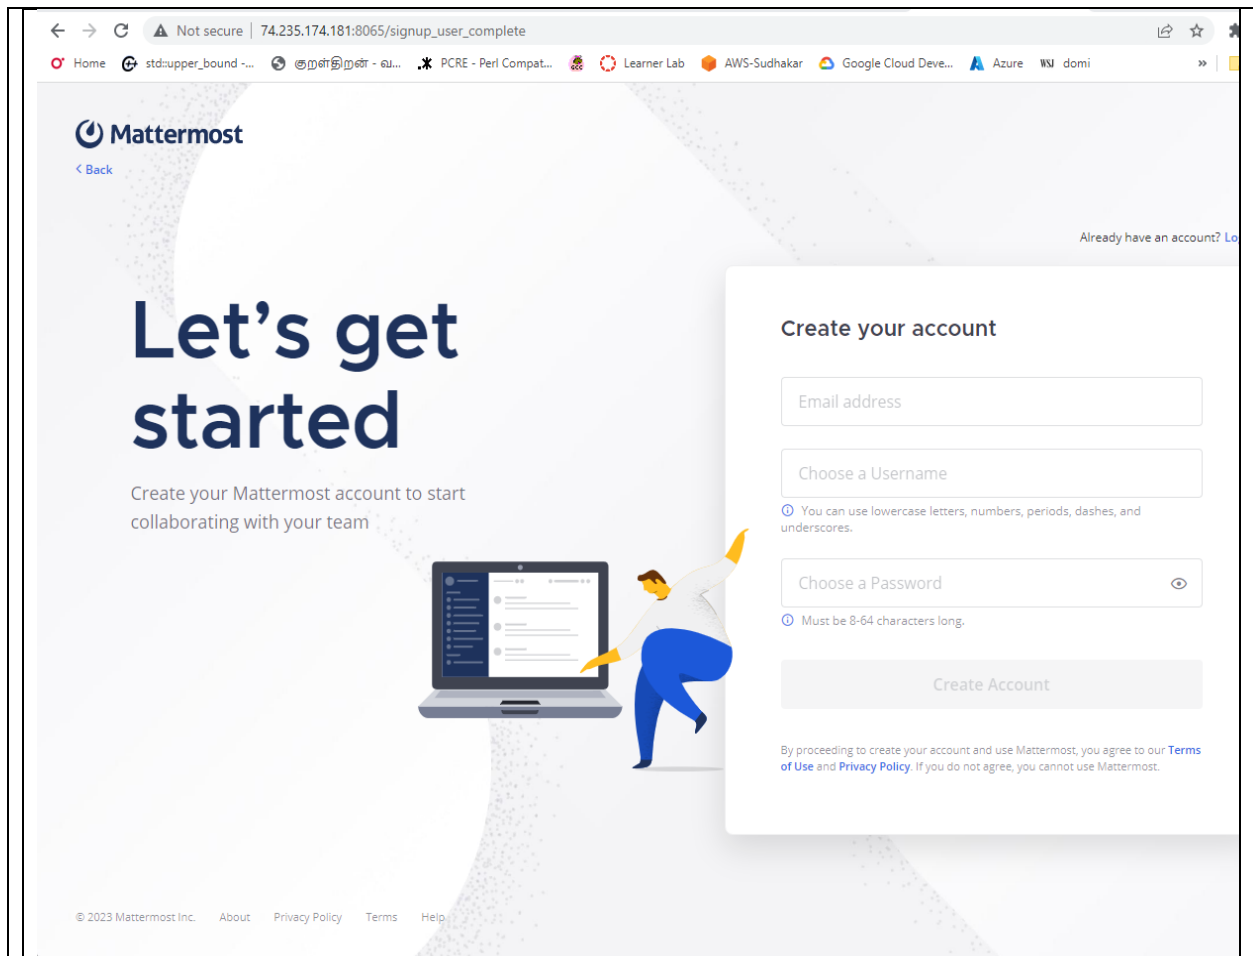 Not secure | 74.235.174.181:8065/signup_user_complete
Home std::upper_bound -... குறள்திறன் - வ... PCRE - Perl Compat... Learner Lab AWS-Sudhakar Google Cloud Deve... Azure WSJ domi »
Mattermost
< Back
Already have an account? Lo
Let's get
started
Create your Mattermost account to start
collaborating with your team
Create your account
Email address
Choose a Username
You can use lowercase letters, numbers, periods, dashes, and
underscores.
Choose a Password
Must be 8-64 characters long.
Create Account
By proceeding to create your account and use Mattermost, you agree to our Terms
of Use and Privacy Policy. If you do not agree, you cannot use Mattermost.
© 2023 Mattermost Inc. About Privacy Policy Terms Help